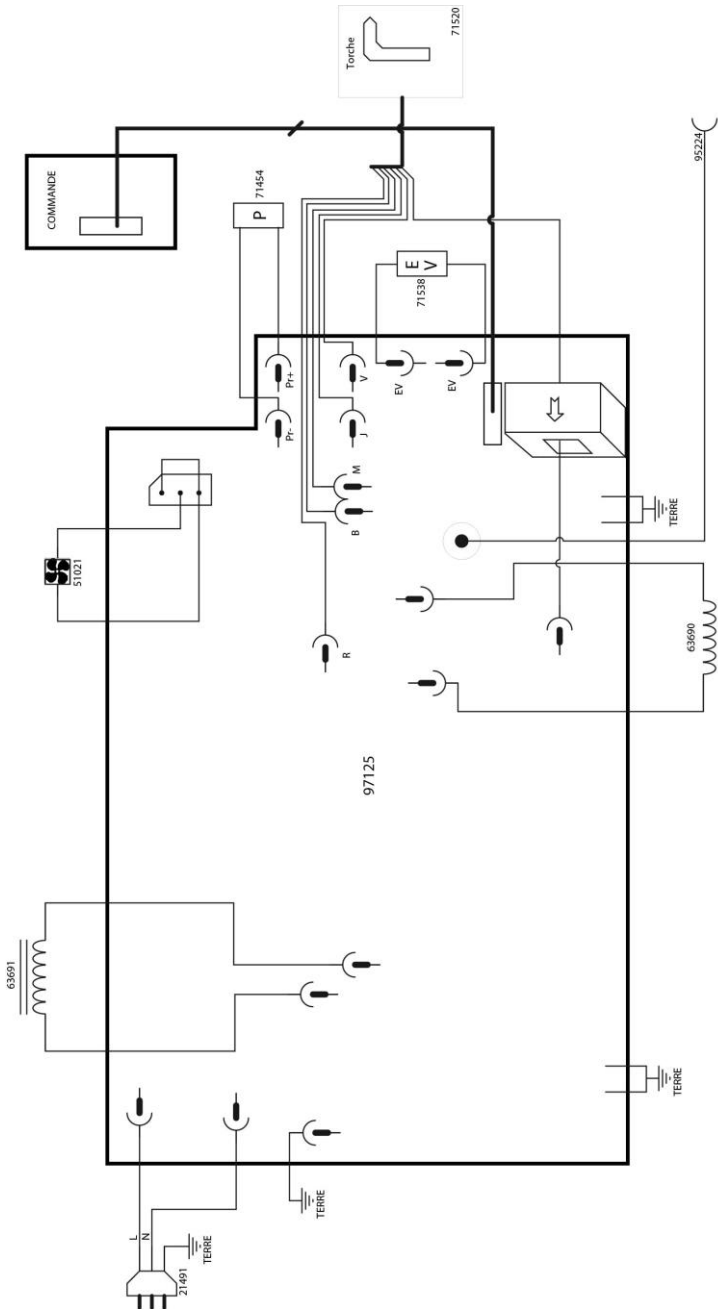 COMMANDE
Torche
71520
71454
P
95224
E
V
71538
Pr+
Pr-
V
J
EV
EV
M
B
R
51021
TERRE
63690
97125
63691
TERRE
L
N
TERRE
TERRE
21491